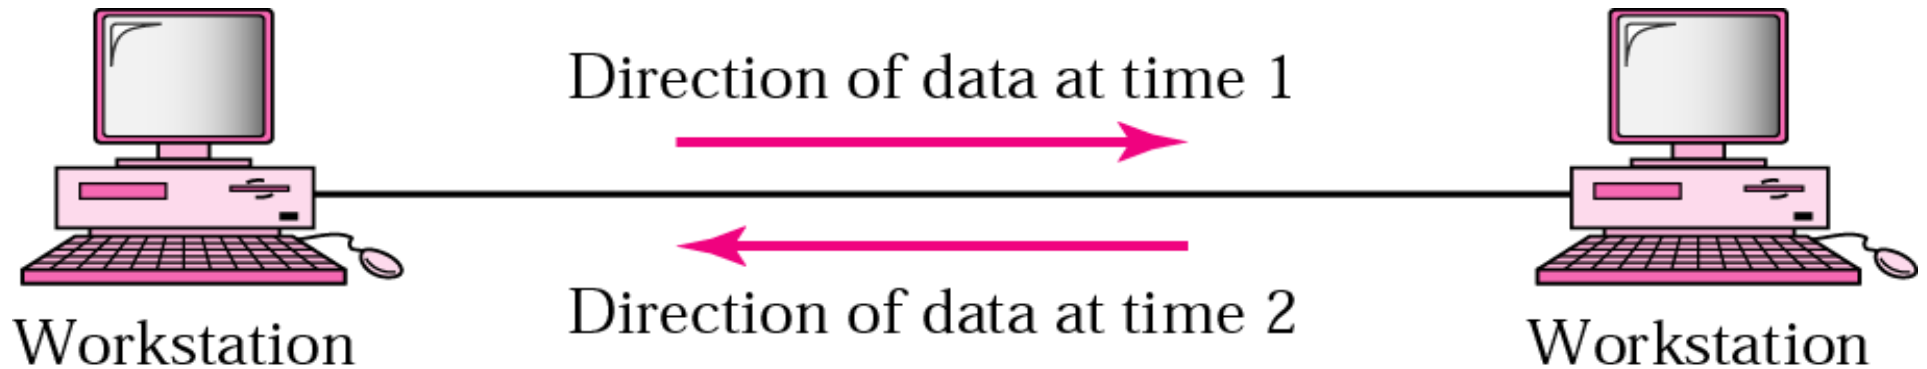 Direction of data at time 1
Direction of data at time 2
Workstation
Workstation